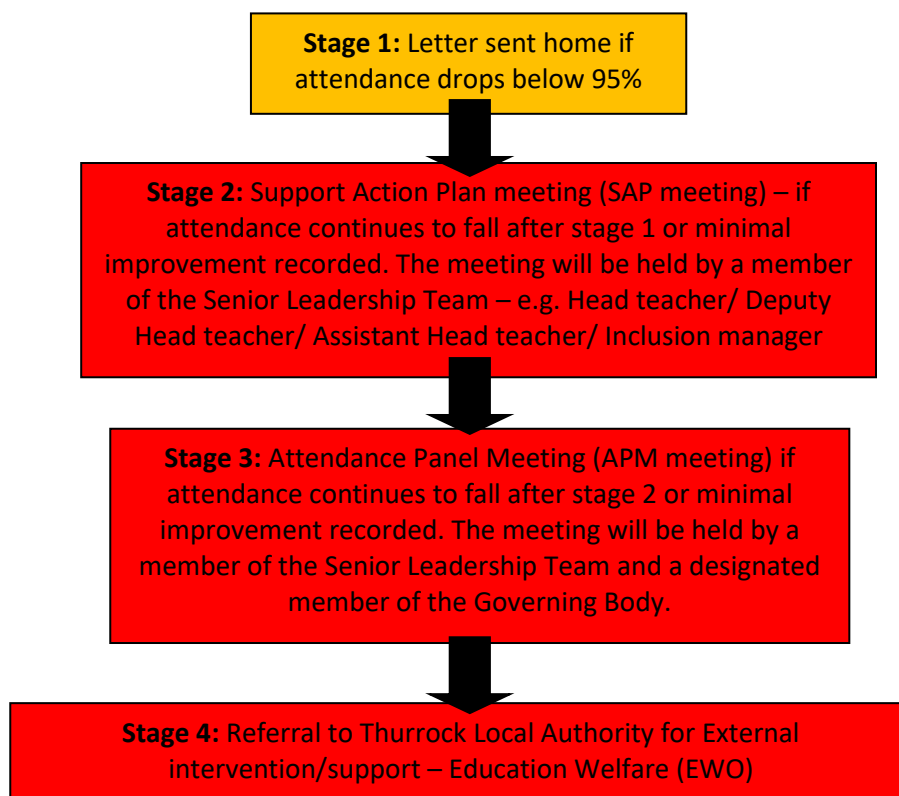 Stage 1: Letter sent home if
attendance drops below 95%
Stage 2: Support Action Plan meeting (SAP meeting) – if
attendance continues to fall after stage 1 or minimal
improvement recorded. The meeting will be held by a member
of the Senior Leadership Team – e.g. Head teacher/ Deputy
Head teacher/ Assistant Head teacher/ Inclusion manager
Stage 3: Attendance Panel Meeting (APM meeting) if
attendance continues to fall after stage 2 or minimal
improvement recorded. The meeting will be held by a
member of the Senior Leadership Team and a designated
member of the Governing Body.
Stage 4: Referral to Thurrock Local Authority for External
intervention/support – Education Welfare (EWO)